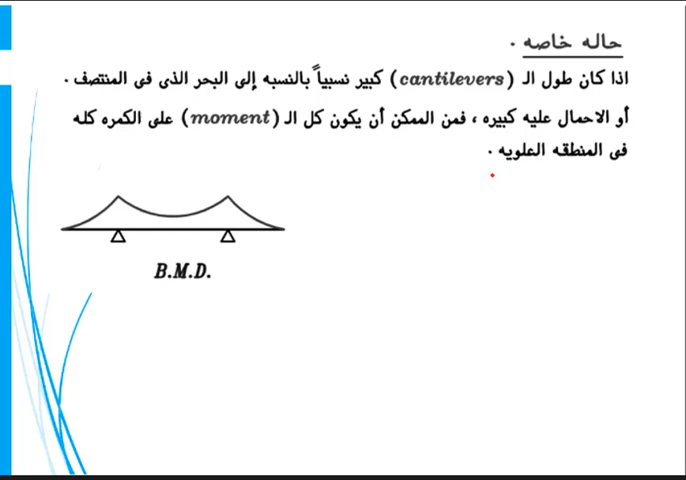 حاله خاصه .
اذا كان طول الـ (cantilevers) كبير نسبياً بالنسبه إلى البحر الذى فى المنتصف .
أو الاحمال عليه كبيره ، فمن الممكن أن يكون كل الـ (moment) على الكمره كله
فى المنطقه العلويه .
B.M.D.